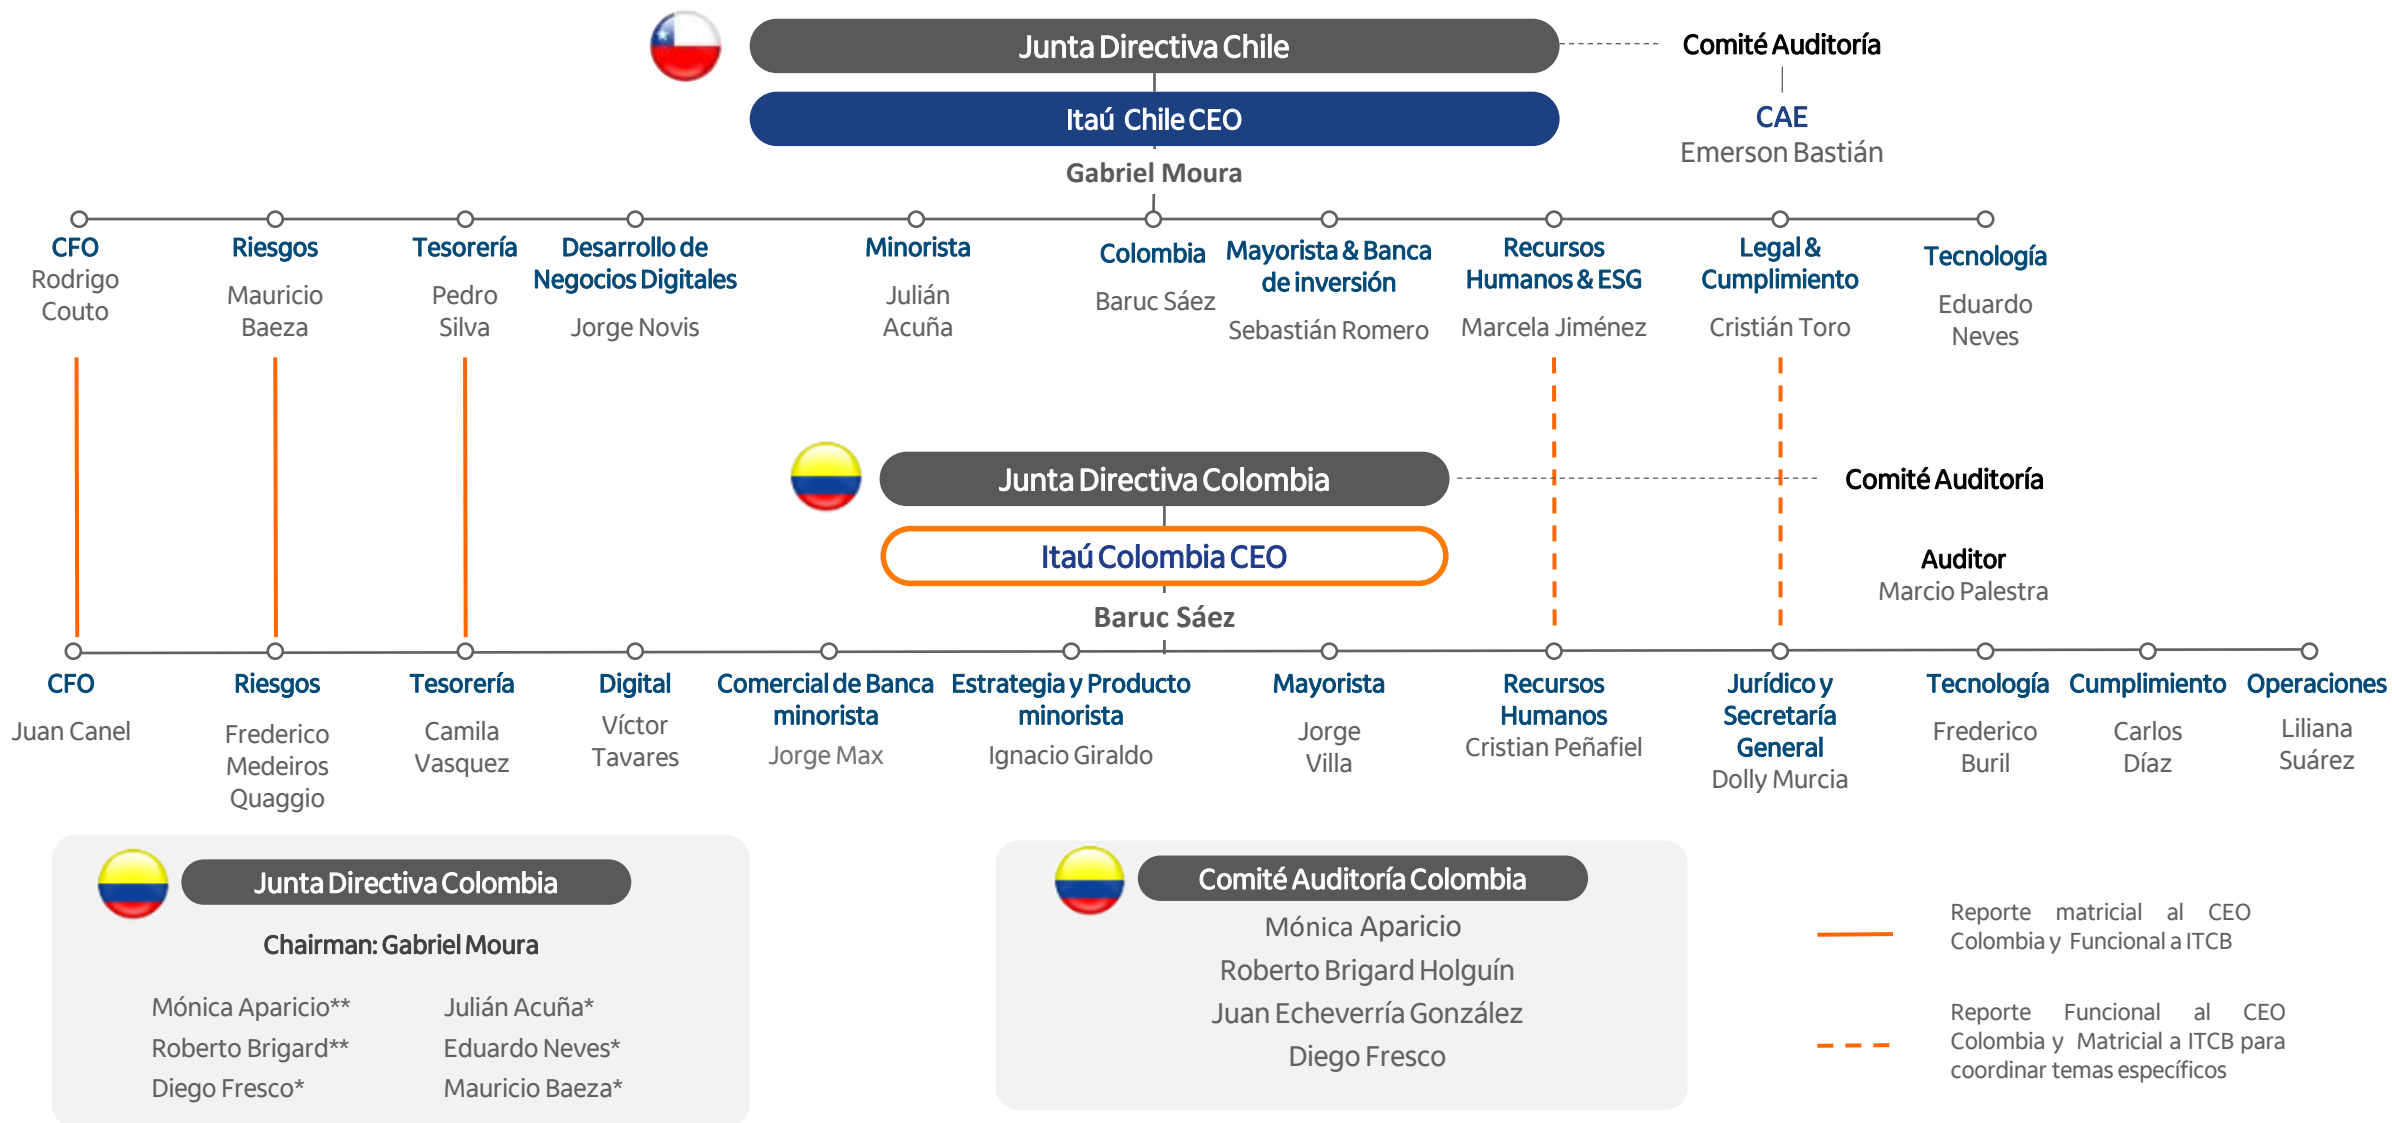 Junta Directiva Chile
Comité Auditoría
Itaú Chile CEO
CAE
Emerson Bastián
Gabriel Moura
CFO
Rodrigo
Couto
Riesgos
Mauricio
Baeza
Tesorería
Pedro
Silva
Desarrollo de
Negocios Digitales
Jorge Novis
Minorista
Julián
Acuña
Colombia
Baruc Sáez
Mayorista & Banca
de inversión
Sebastián Romero
Recursos
Humanos & ESG
Marcela Jiménez
Legal &
Cumplimiento
Cristián Toro
Tecnología
Eduardo
Neves
Junta Directiva Colombia
Comité Auditoría
Itaú Colombia CEO
Auditor
Marcio Palestra
Baruc Sáez
CFO
Juan Canel
Riesgos
Frederico
Medeiros
Quaggio
Tesorería
Camila
Vasquez
Digital
Víctor
Tavares
Comercial de Banca
minorista
Jorge Max
Estrategia y Producto
minorista
Ignacio Giraldo
Mayorista
Jorge
Villa
Recursos
Humanos
Cristian Peñafiel
Jurídico y
Secretaría
General
Dolly Murcia
Tecnología
Frederico
Buril
Cumplimiento
Carlos
Díaz
Operaciones
Liliana
Suárez
Junta Directiva Colombia
Chairman: Gabriel Moura
Mónica Aparicio**
Roberto Brigard**
Diego Fresco*
Julián Acuña*
Eduardo Neves*
Mauricio Baeza*
Comité Auditoría Colombia
Mónica Aparicio
Roberto Brigard Holguín
Juan Echeverría González
Diego Fresco
Reporte matricial al CEO
Colombia y Funcional a ITCB
Reporte Funcional al CEO
Colombia y Matricial a ITCB para
coordinar temas específicos